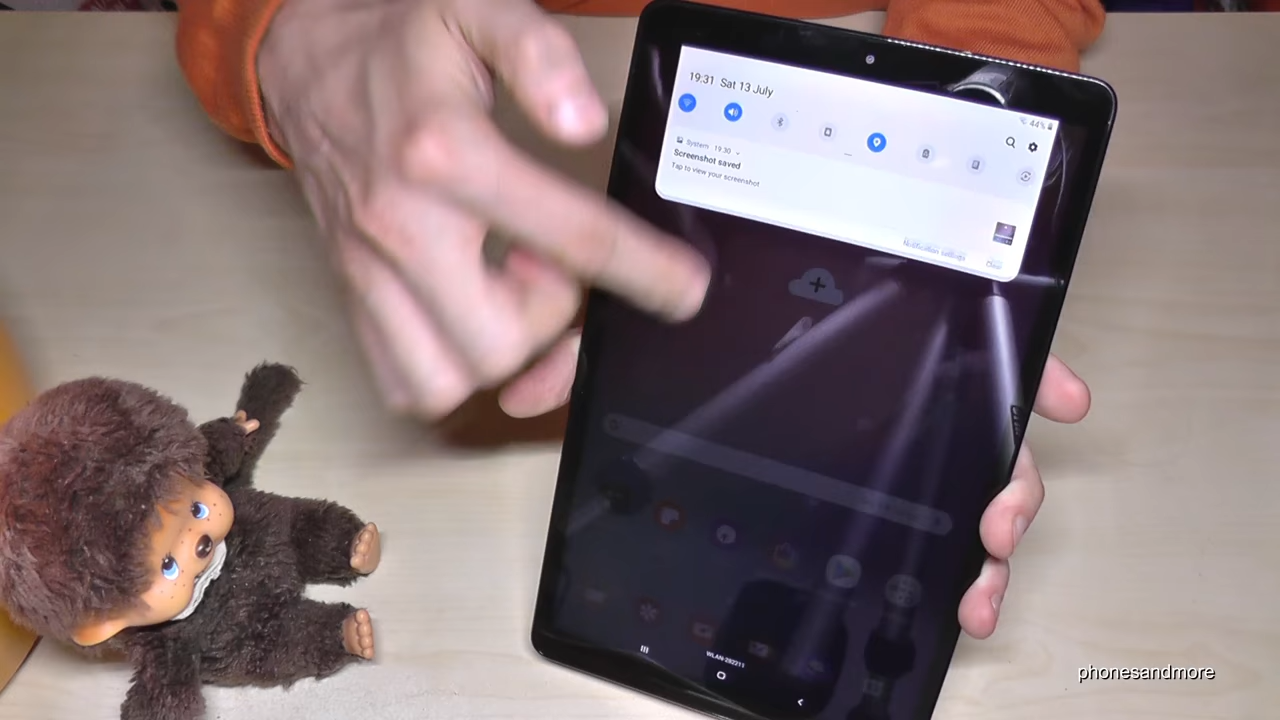 19:31 Sat 13 July
44%
System 19:30
Screenshot saved
Tap to view your screenshot
Notification settings
Clear
WLAN-282211
phonesandmore